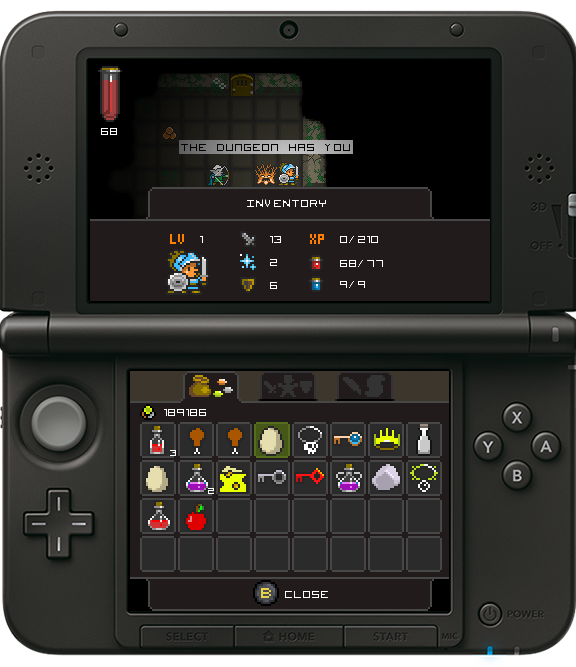 68
THE DUNGEON HAS YOU
INVENTORY
3D
OFF
LV 1 13 XP 0/210
2 68/77
6 9/9
189186
3
2
X
Y A
B
B CLOSE
POWER
SELECT HOME START MIC